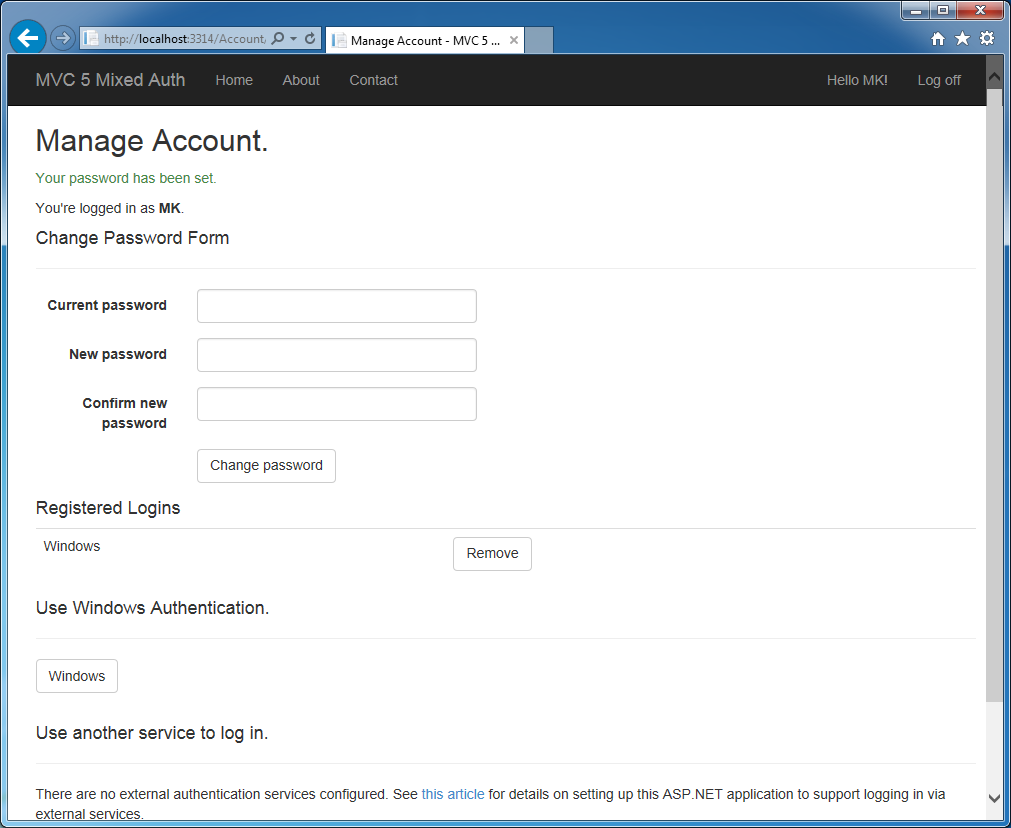 http://localhost:3314/Account,
Manage Account - MVC 5 ...
MVC 5 Mixed Auth Home About Contact Hello MK! Log off
Manage Account.
Your password has been set.
You're logged in as MK.
Change Password Form
Current password
New password
Confirm new
password
Change password
Registered Logins
Windows
Remove
Use Windows Authentication.
Windows
Use another service to log in.
There are no external authentication services configured. See this article for details on setting up this ASP.NET application to support logging in via
external services.